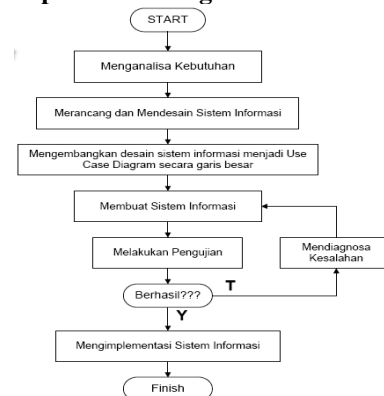 START
Menganalisa Kebutuhan
Merancang dan Mendesain Sistem Informasi
Mengembangkan desain sistem informasi menjadi Use
Case Diagram secara garis besar
Membuat Sistem Informasi
Melakukan Pengujian
Mendiagnosa
Kesalahan
Berhasil???
T
Y
Mengimplementasi Sistem Informasi
Finish